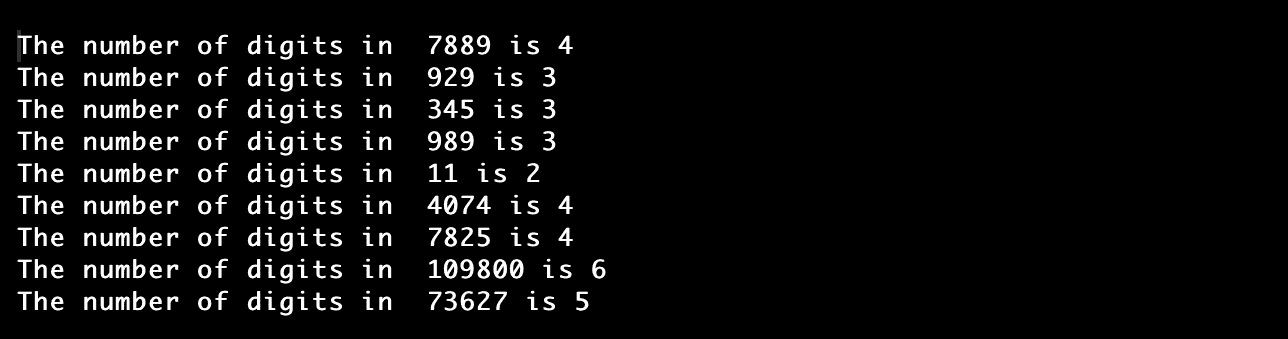 The number of digits in  7889 is 4
The number of digits in  929 is 3
The number of digits in  345 is 3
The number of digits in  989 is 3
The number of digits in  11 is 2
The number of digits in  4074 is 4
The number of digits in  7825 is 4
The number of digits in  109800 is 6
The number of digits in  73627 is 5